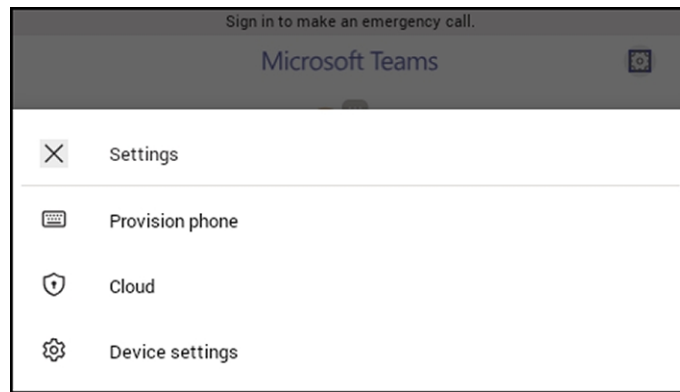 Sign in to make an emergency call.
Microsoft Teams
Settings
Provision phone
Cloud
Device settings